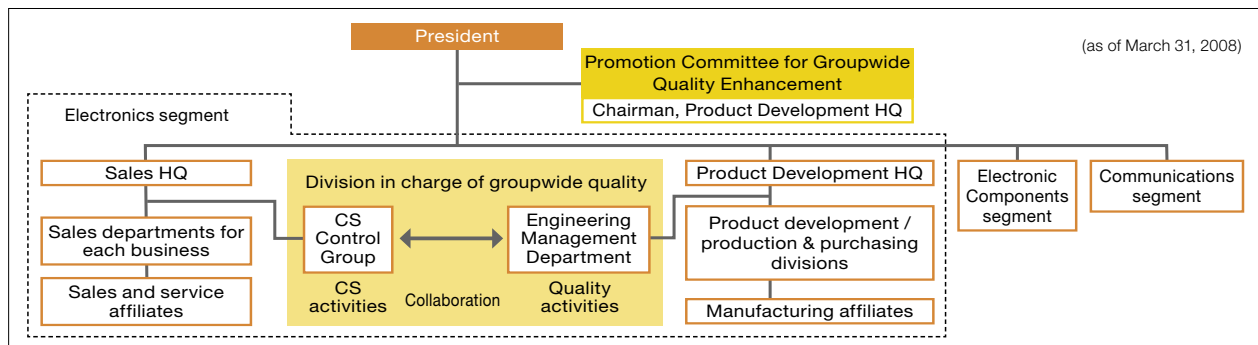 President
(as of March 31, 2008)
Promotion Committee for Groupwide
Quality Enhancement
Chairman, Product Development HQ
Electronics segment
Sales HQ
Division in charge of groupwide quality
Product Development HQ
Electronic
Components
segment
Communications
segment
Sales departments for
each business
CS
Control
Group
Engineering
Management
Department
Product development /
production & purchasing
divisions
Sales and service
affiliates
CS
activities
Collaboration
Quality
activities
Manufacturing affiliates